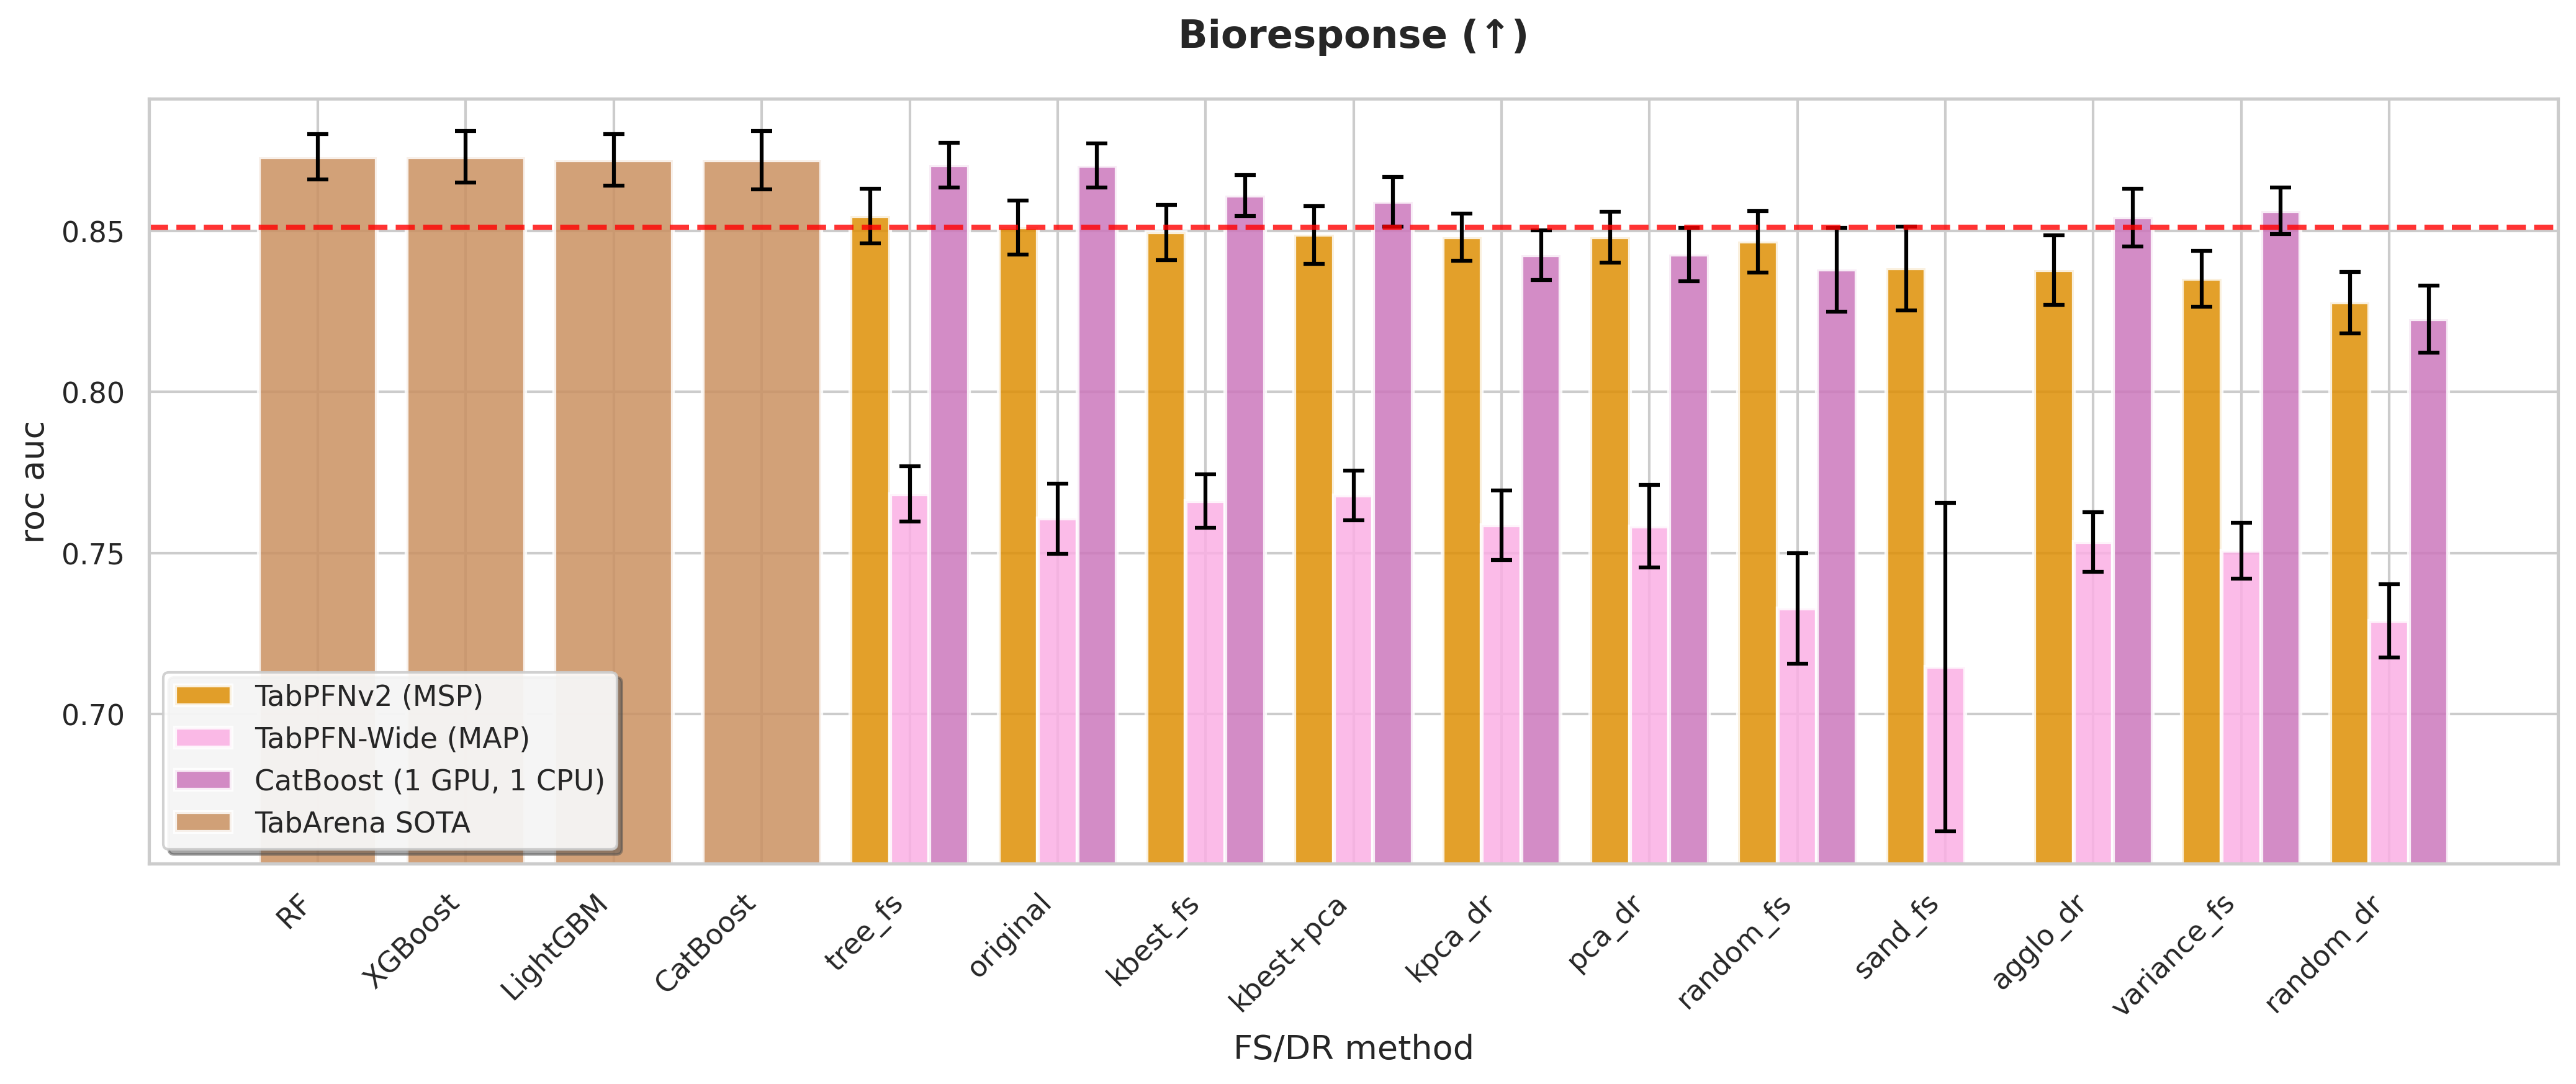 Bioresponse (↑)
roc auc
0.85
0.80
0.75
0.70
TabPFNv2 (MSP)
TabPFN-Wide (MAP)
CatBoost (1 GPU, 1 CPU)
TabArena SOTA
RF
XGBoost
LightGBM
CatBoost
tree_fs
original
kbest_fs
kbest+pca
kpca_dr
pca_dr
random_fs
sand_fs
agglo_dr
variance_fs
random_dr
FS/DR method